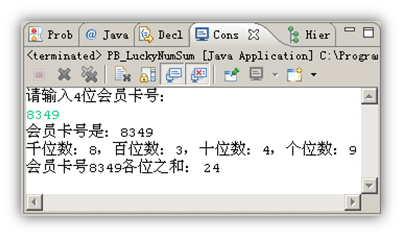 Prob @ Java Decl Cons Hier
<terminated> PB_LuckyNumSum [Java Application] C:\Progra
请输入4位会员卡号：
8349
会员卡号是：8349
千位数：8，百位数：3，十位数：4，个位数：9
会员卡号8349各位之和： 24